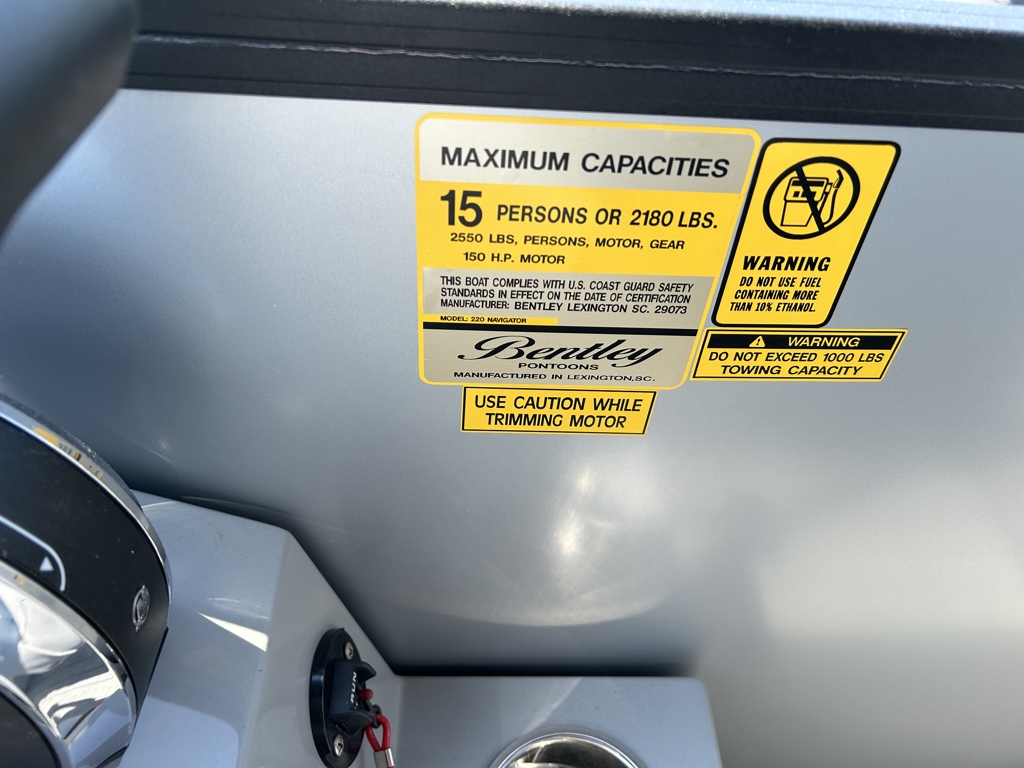 MAXIMUM CAPACITIES
15 PERSONS OR 2180 LBS.
2550 LBS, PERSONS, MOTOR, GEAR
150 H.P. MOTOR
THIS BOAT COMPLIES WITH U.S. COAST GUARD SAFETY
STANDARDS IN EFFECT ON THE DATE OF CERTIFICATION
MANUFACTURER: BENTLEY LEXINGTON SC. 29073
MODEL: 220 NAVIGATOR
Bentley
PONTOONS
MANUFACTURED IN LEXINGTON,SC.
USE CAUTION WHILE
TRIMMING MOTOR
WARNING
DO NOT USE FUEL
CONTAINING MORE
THAN 10% ETHANOL.
WARNING
DO NOT EXCEED 1000 LBS
TOWING CAPACITY
RUN